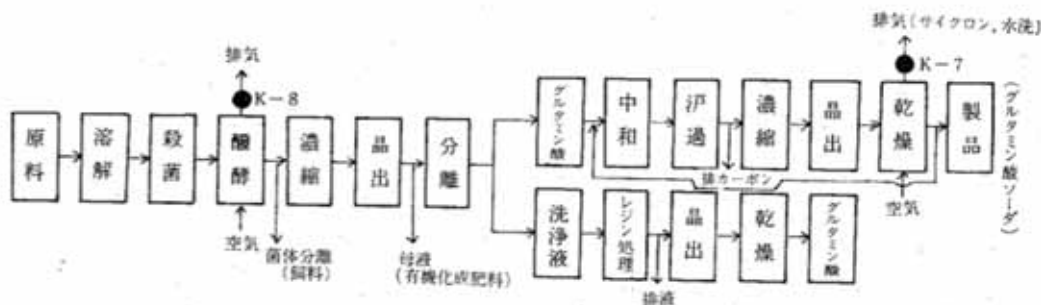 排気
K-8
原料
溶解
殺菌
醗酵
濃縮
晶出
分離
空気
菌体分離
(飼料)
母液
(有機化成肥料)
排気(サイクロン,水洗)
K-7
グルタミン酸
中和
沪過
濃縮
晶出
乾燥
製品
(グルタミン酸ソーダ)
排カーボン
空気
洗浄液
レジン処理
晶出
乾燥
グルタミン酸
排液